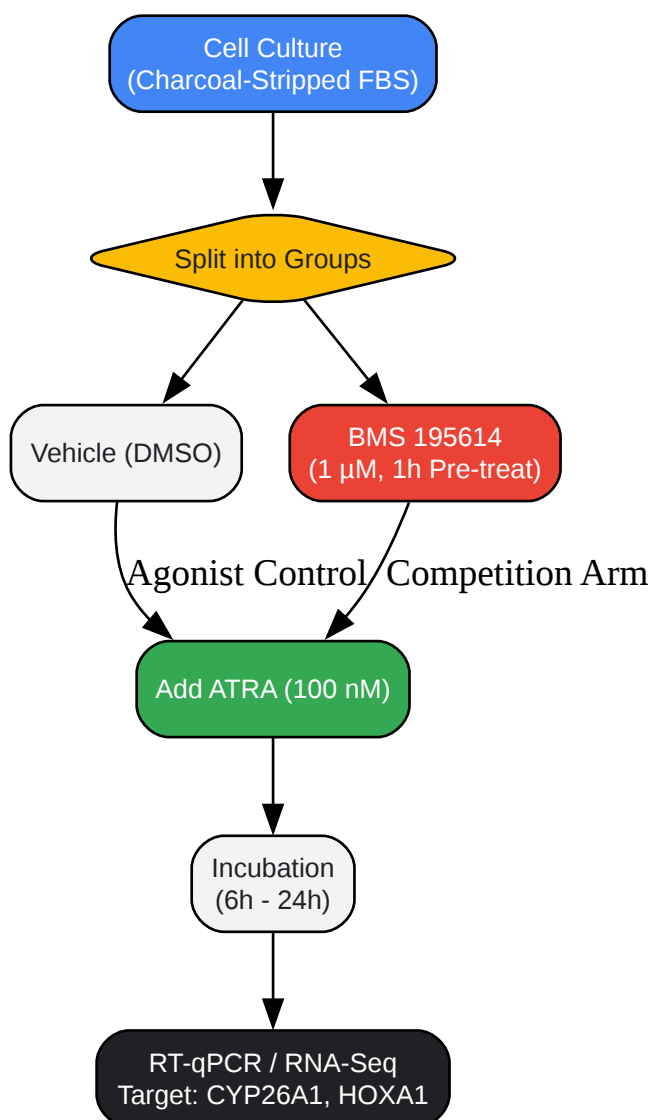 Cell Culture
(Charcoal-Stripped FBS)
Split into Groups
Vehicle (DMSO)
BMS 195614
(1 µM, 1h Pre-treat)
Agonist Control
Competition Arm
Add ATRA (100 nM)
Incubation
(6h - 24h)
RT-qPCR / RNA-Seq
Target: CYP26A1, HOXA1